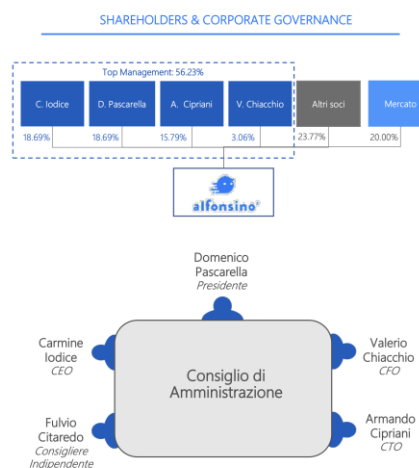 SHAREHOLDERS & CORPORATE GOVERNANCE
Top Management: 56.23%
C. Iodice
D. Pascarella
A. Cipriani
V. Chiacchio
Altri soci
Mercato
18.69%
18.69%
15.79%
3.06%
23.77%
20.00%
alfonsino®
Domenico
Pascarella
Presidente
Carmine
Iodice
CEO
Valerio
Chiacchio
CFO
Consiglio di
Amministrazione
Fulvio
Citaredo
Consigliere
Indipendente
Armando
Cipriani
CTO